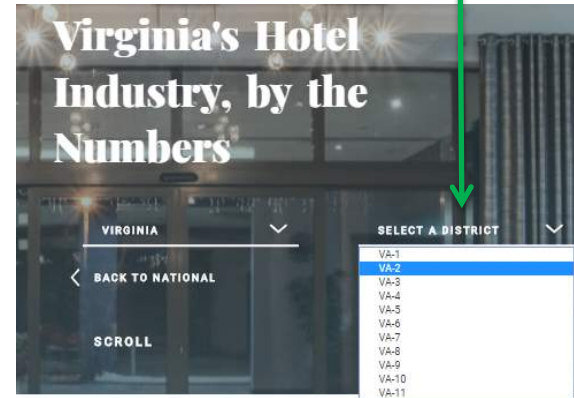 Virginia's Hotel
Industry, by the
Numbers
VIRGINIA
SELECT A DISTRICT
BACK TO NATIONAL
SCROLL
VA-1
VA-2
VA-3
VA-4
VA-5
VA-6
VA-7
VA-8
VA-9
VA-10
VA-11